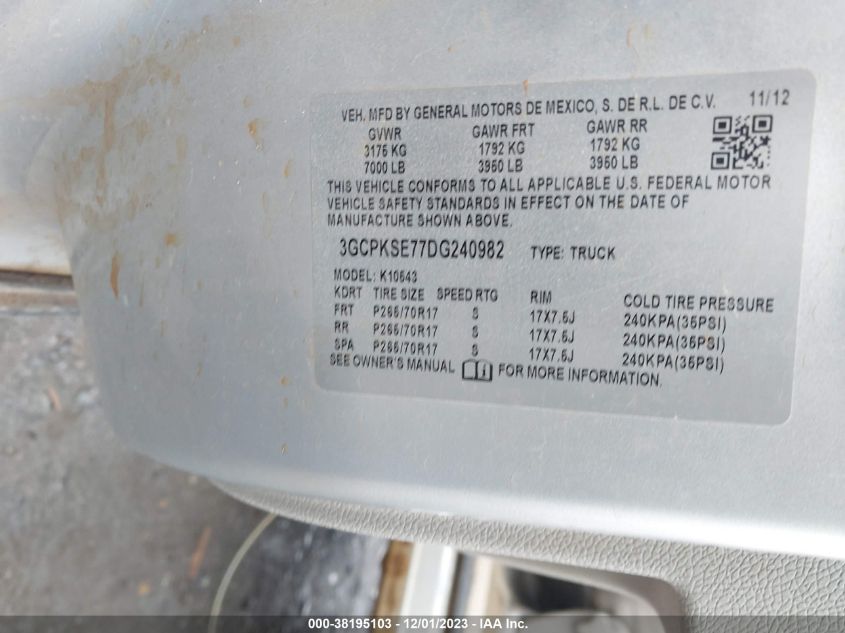 VEH. MFD BY GENERAL MOTORS DE MEXICO, S. DE R.L. DE C.V. 11/12
GVWR GAWR FRT GAWR RR
3175 KG 1792 KG 1792 KG
7000 LB 3950 LB 3950 LB
THIS VEHICLE CONFORMS TO ALL APPLICABLE U.S. FEDERAL MOTOR
VEHICLE SAFETY STANDARDS IN EFFECT ON THE DATE OF
MANUFACTURE SHOWN ABOVE.
3GCPKSE77DG240982 TYPE: TRUCK
MODEL: K10543
KDRT TIRE SIZE SPEED RTG RIM COLD TIRE PRESSURE
FRT P265/70R17 S 17X7.5J 240KPA(35PSI)
RR P265/70R17 S 17X7.5J 240KPA(35PSI)
SPA P265/70R17 S 17X7.5J 240KPA(35PSI)
SEE OWNER'S MANUAL FOR MORE INFORMATION.
000-38195103 - 12/01/2023 - 1FA1 - IAA Inc.